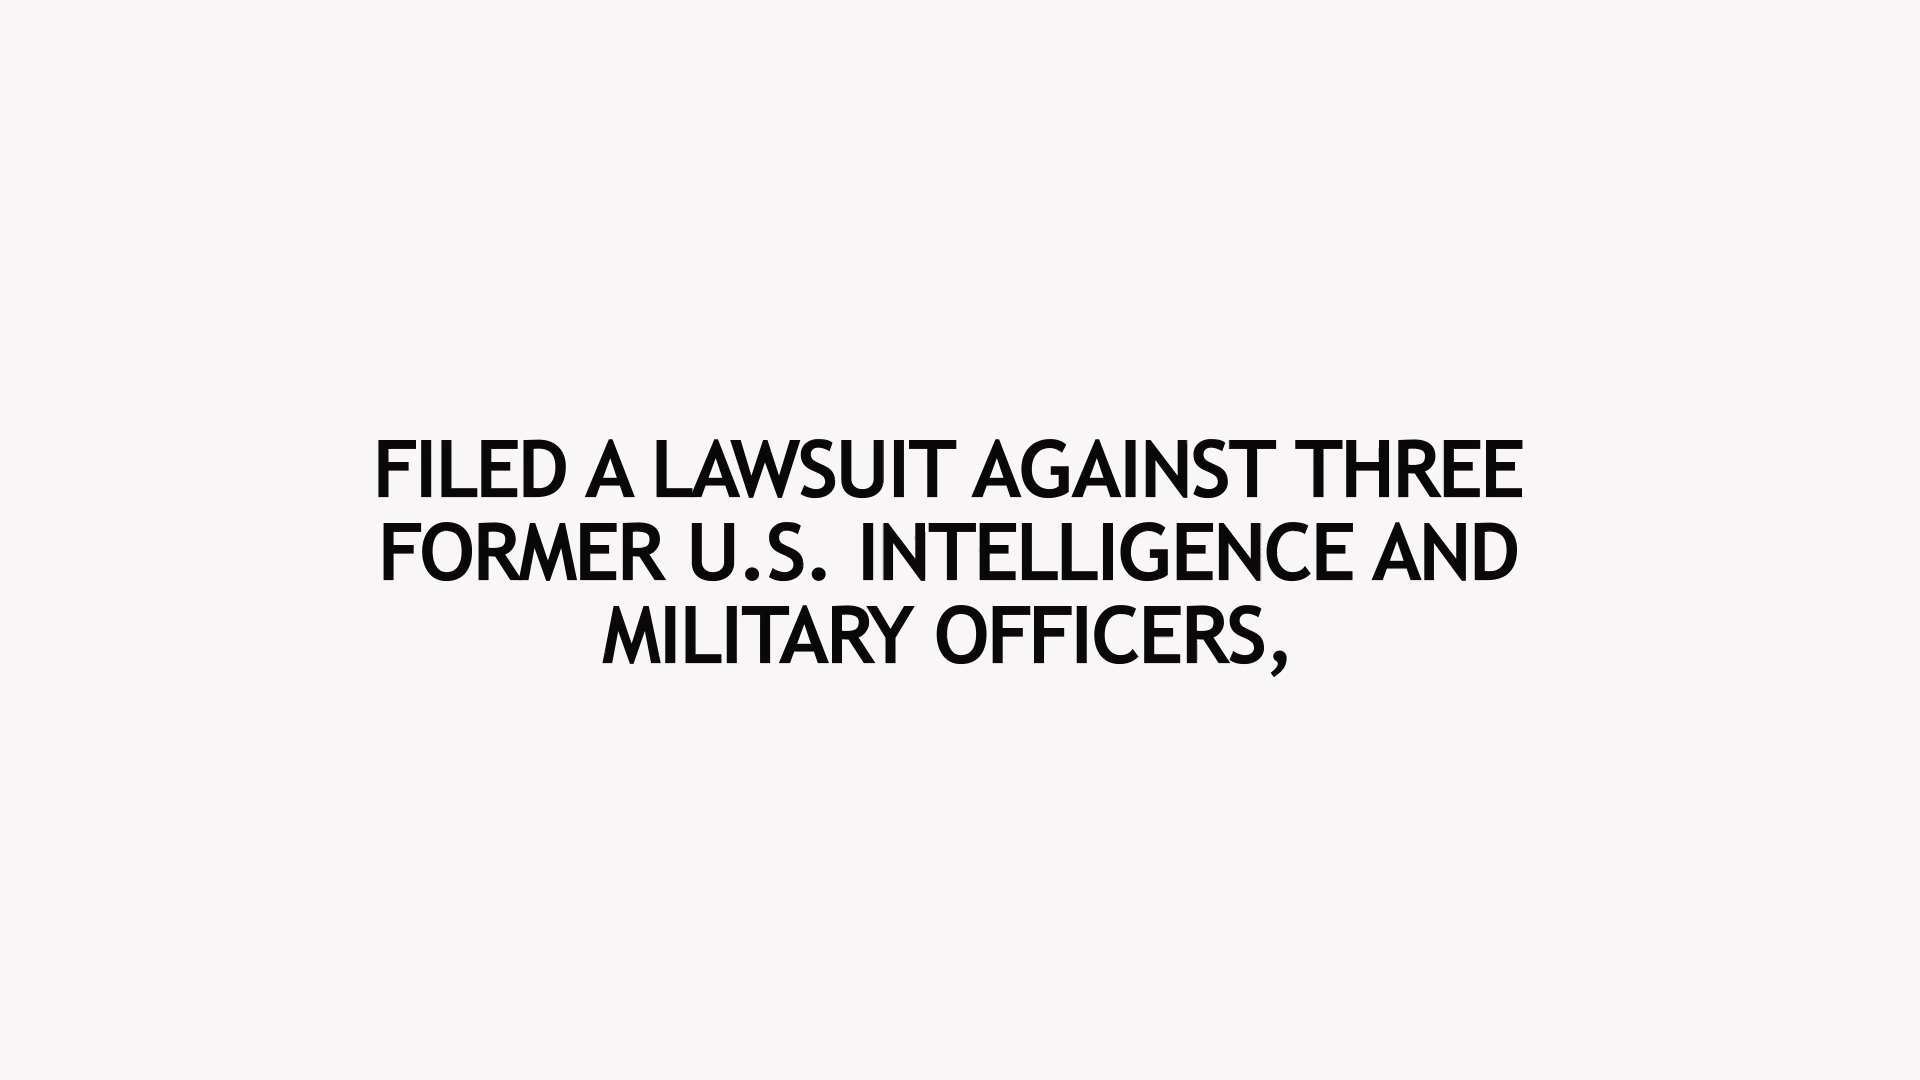 FILED A LAWSUIT AGAINST THREE
FORMER U.S. INTELLIGENCE AND
MILITARY OFFICERS,